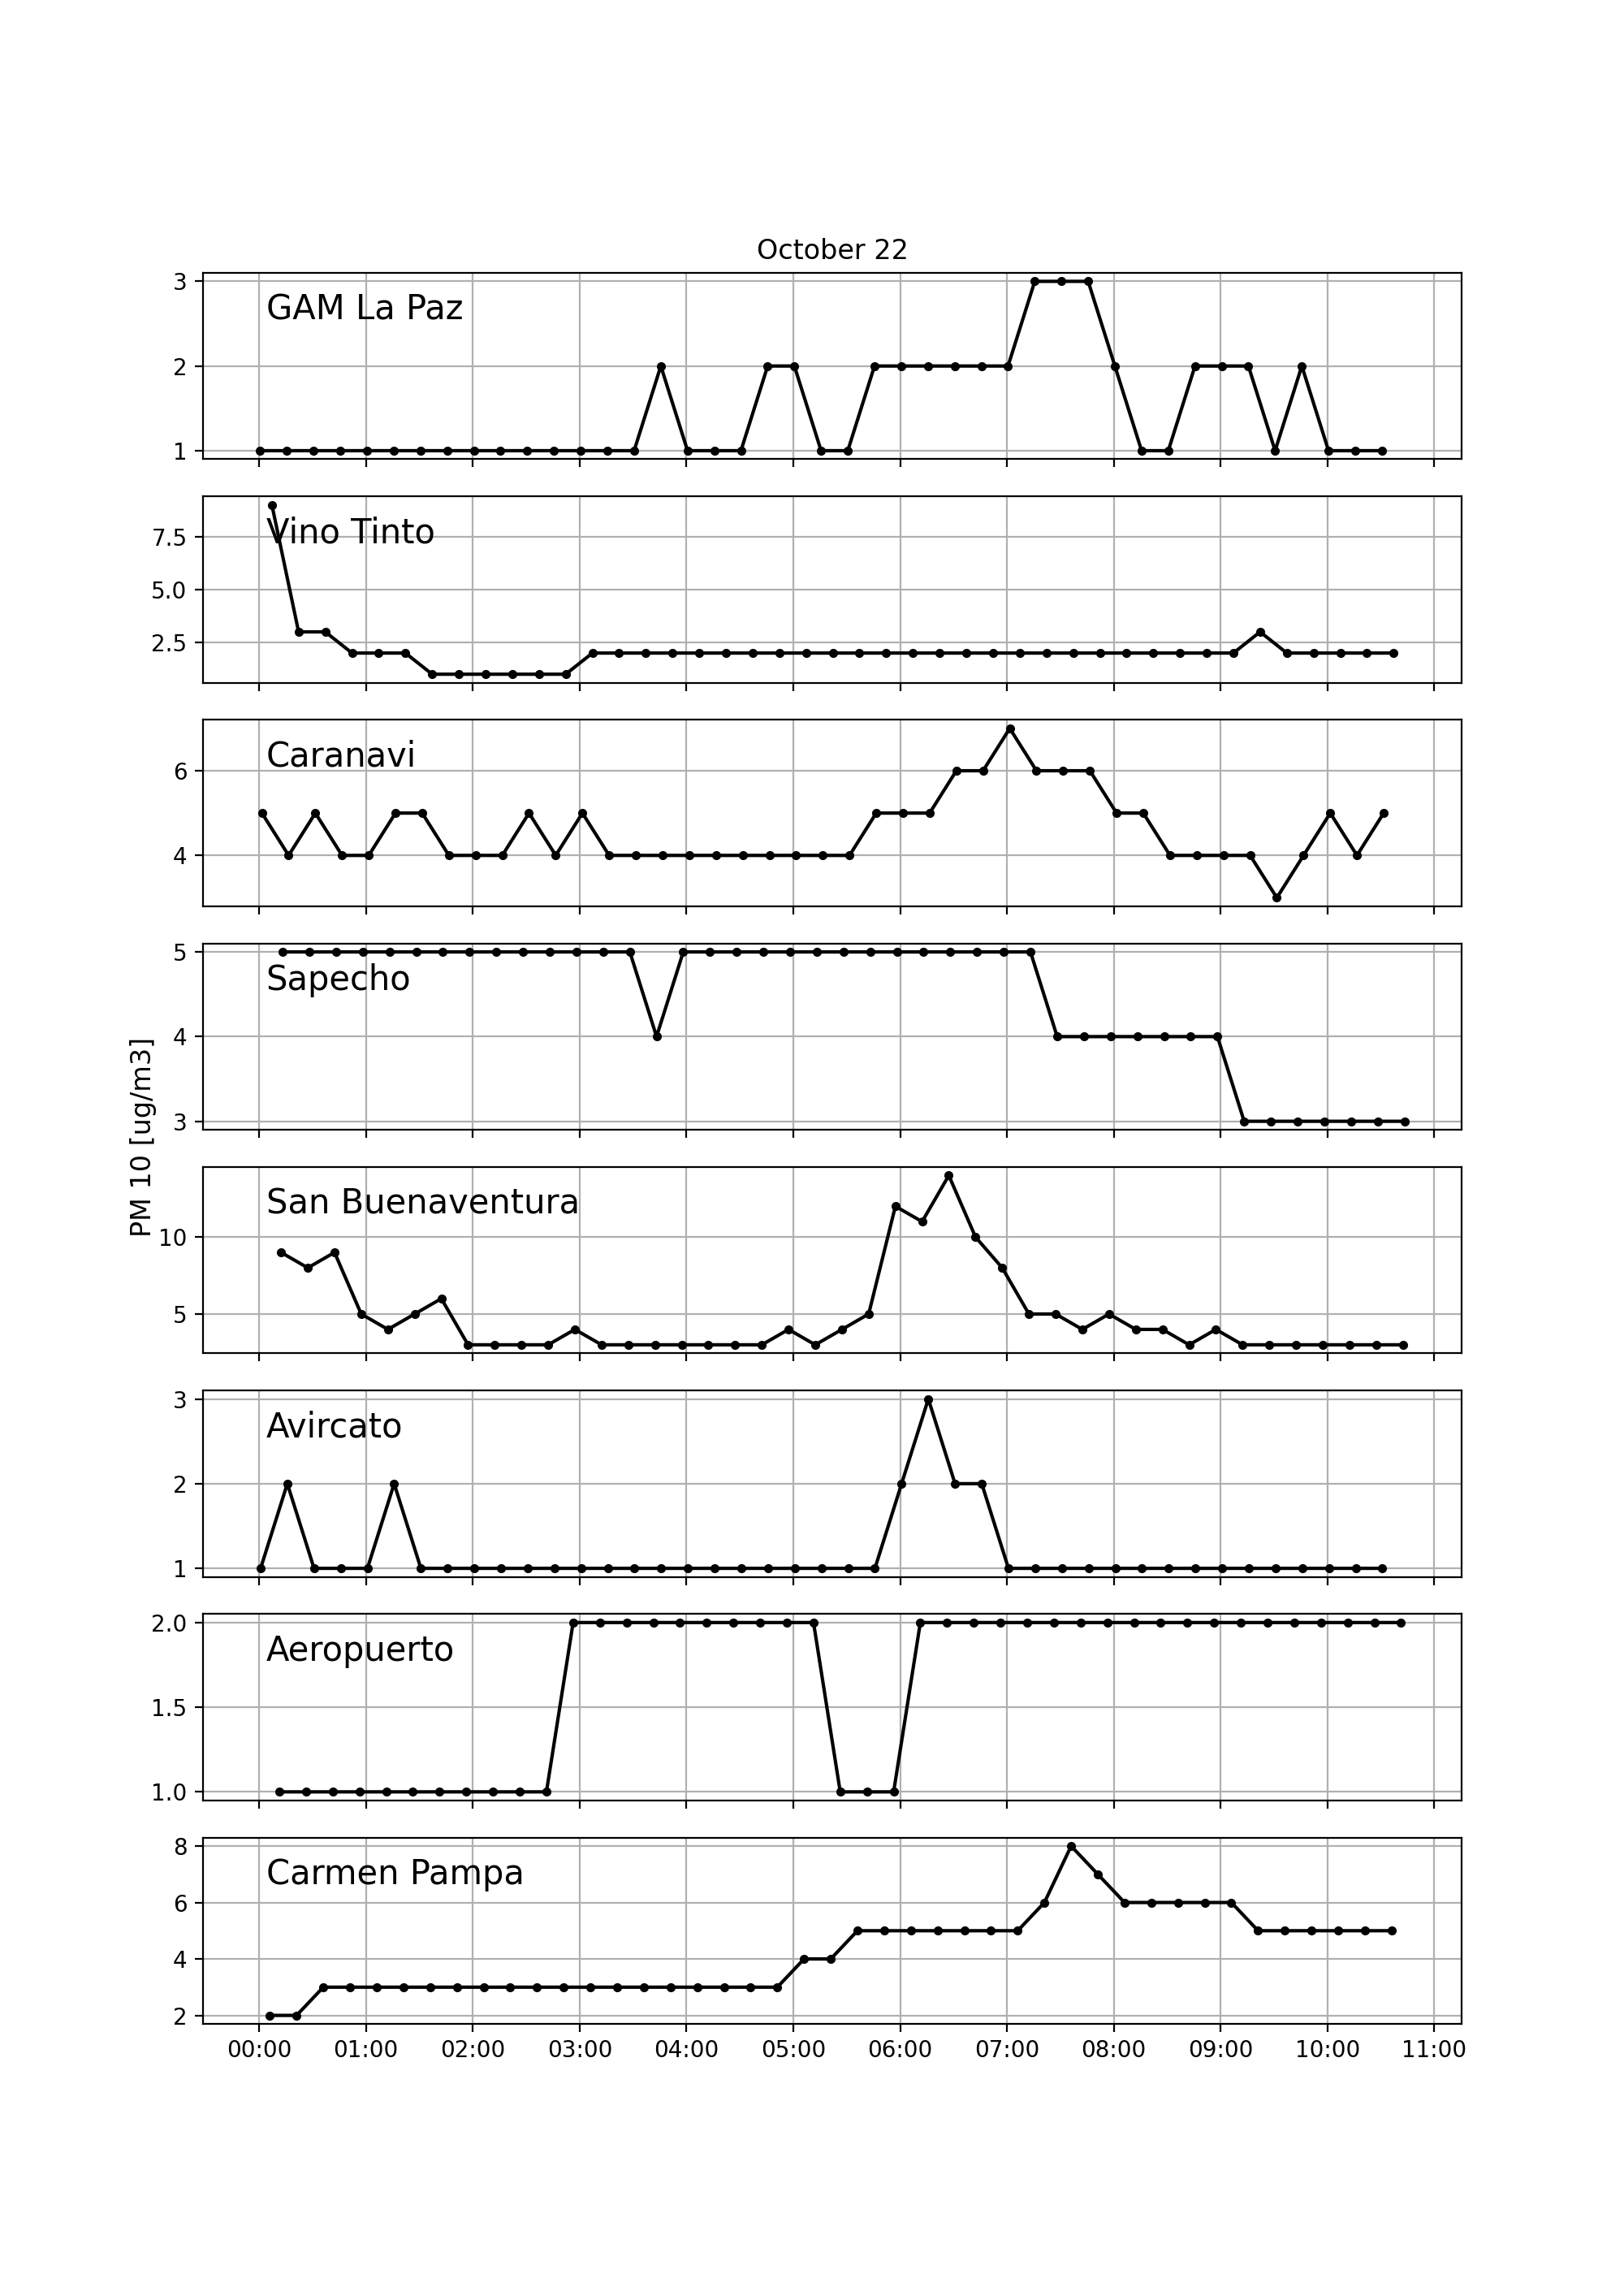 October 22
3
GAM La Paz
2
1
Vino Tinto
7.5
5.0
2.5
Caranavi
6
4
5
Sapecho
4
3
PM 10 [ug/m3]
San Buenaventura
10
5
3
Avircato
2
1
2.0
Aeropuerto
1.5
1.0
8
Carmen Pampa
6
4
2
00:00 01:00 02:00 03:00 04:00 05:00 06:00 07:00 08:00 09:00 10:00 11:00